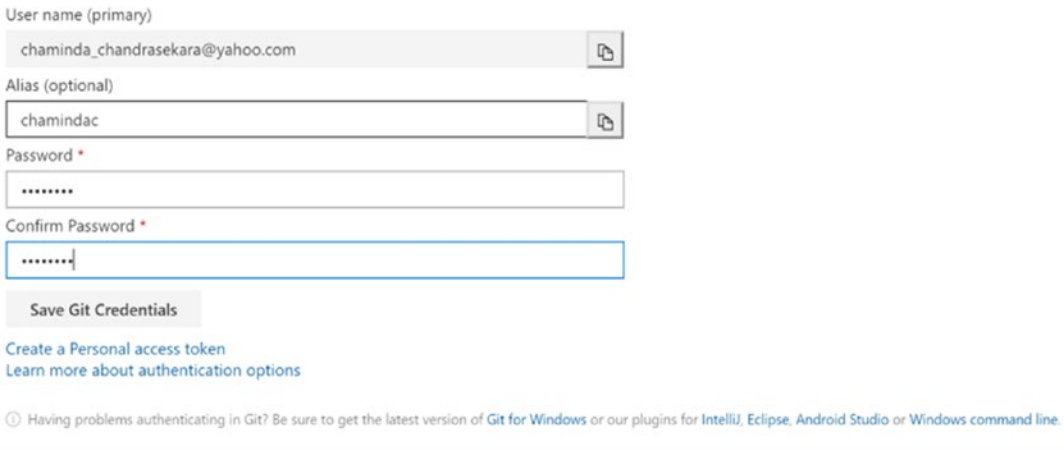 User name (primary)
chaminda_chandrasekara@yahoo.com
Alias (optional)
chamindac
Password *
••••••••
Confirm Password *
••••••••
Save Git Credentials
Create a Personal access token
Learn more about authentication options
Having problems authenticating in Git? Be sure to get the latest version of Git for Windows or our plugins for IntelliJ, Eclipse, Android Studio or Windows command line.